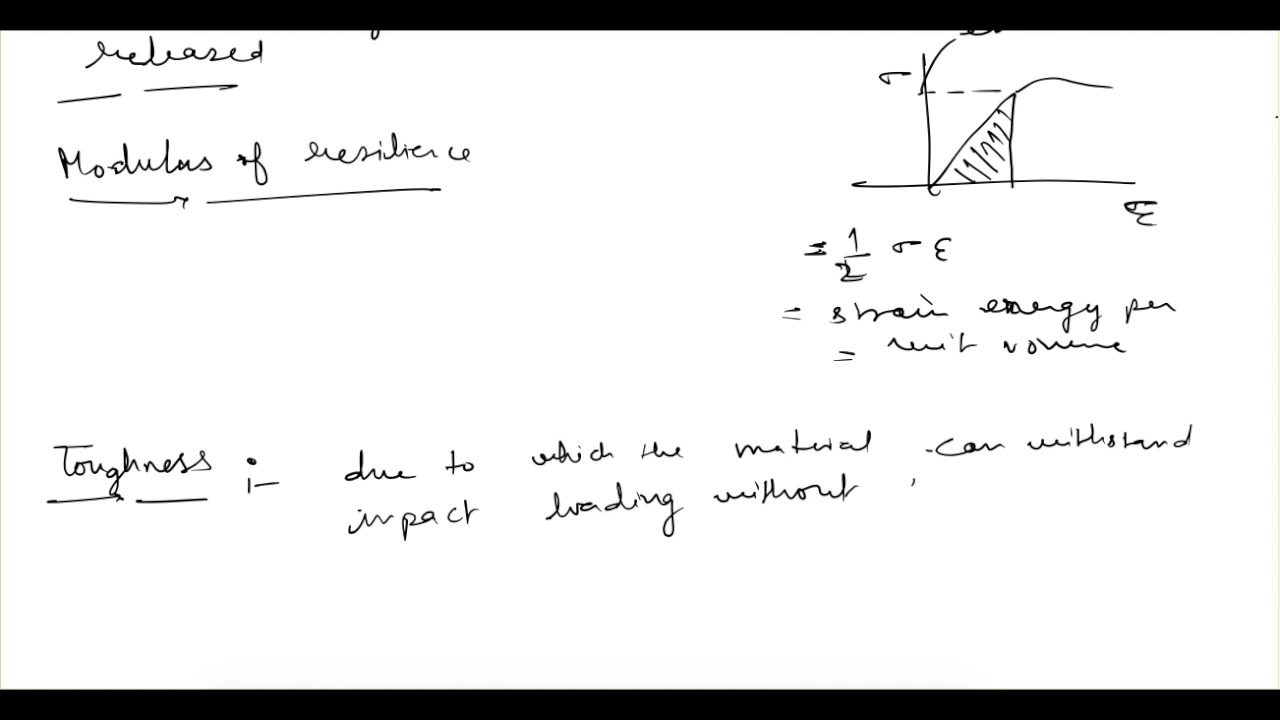 released
Modulus of resilience
σ
ε
= 1/2 σ ε
= strain energy per
= unit volume
Toughness :- due to which the material can withstand
impact loading without